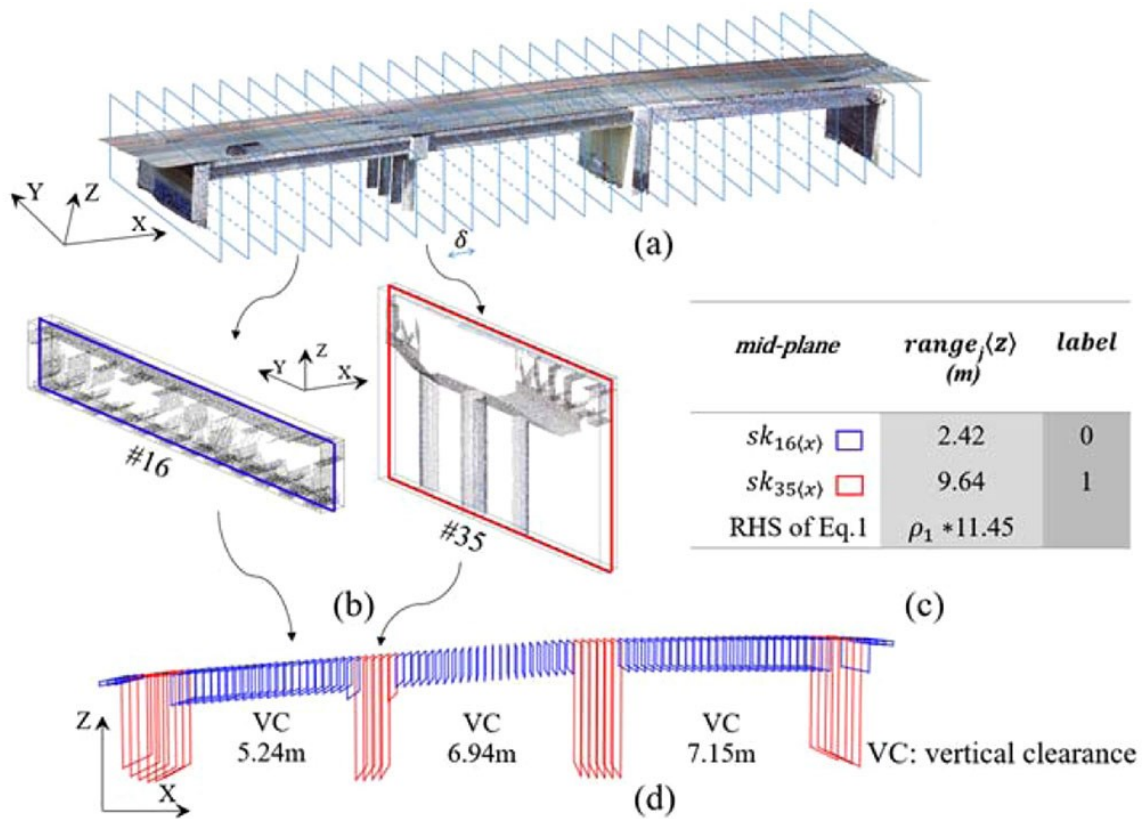 Y
Z
X
δ
(a)
Y
Z
X
#16
#35
(b)
mid-plane range_j⟨z⟩ (m) label
sk_16⟨x⟩ 2.42 0
sk_35⟨x⟩ 9.64 1
RHS of Eq.1 ρ_1 *11.45
(c)
Z
X
VC
5.24m
VC
6.94m
VC
7.15m
VC: vertical clearance
(d)